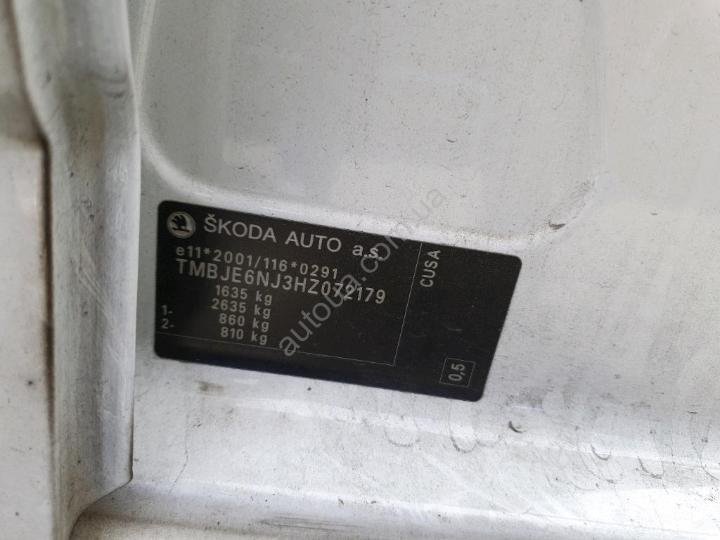 ŠKODA AUTO a.s.
e11*2001/116*0291
TMBJE6NJ3HZ072179
1635 kg
2635 kg
1- 860 kg
2- 810 kg
CUSA
0,5
autoba.com.ua